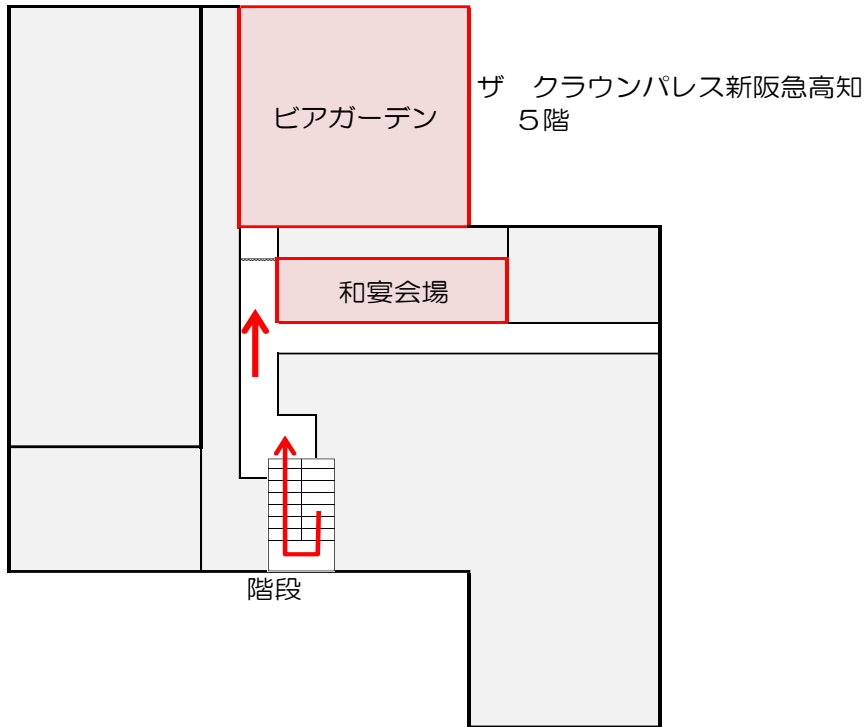 ビアガーデン
ザ　クラウンパレス新阪急高知
５階
和宴会場
階段